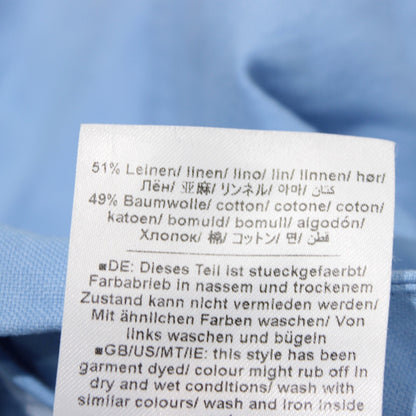 51% Leinen/ linen/ lino/ lin/ linnen/ hør/
Лён/ 亚麻/ リンネル/ 아마/ كتان/
49% Baumwolle/ cotton/ cotone/ coton/
katoen/ bomuld/ bomull/ algodón/
Хлопок/ 棉/ コットン/ 면/ قطن/
■DE: Dieses Teil ist stueckgefaerbt/
Farbabrieb in nassem und trockenem
Zustand kann nicht vermieden werden/
Mit ähnlichen Farben waschen/ Von
links waschen und bügeln
■GB/US/MT/IE: this style has been
garment dyed/ colour might rub off in
dry and wet conditions/ wash with
similar colours/ wash and iron inside